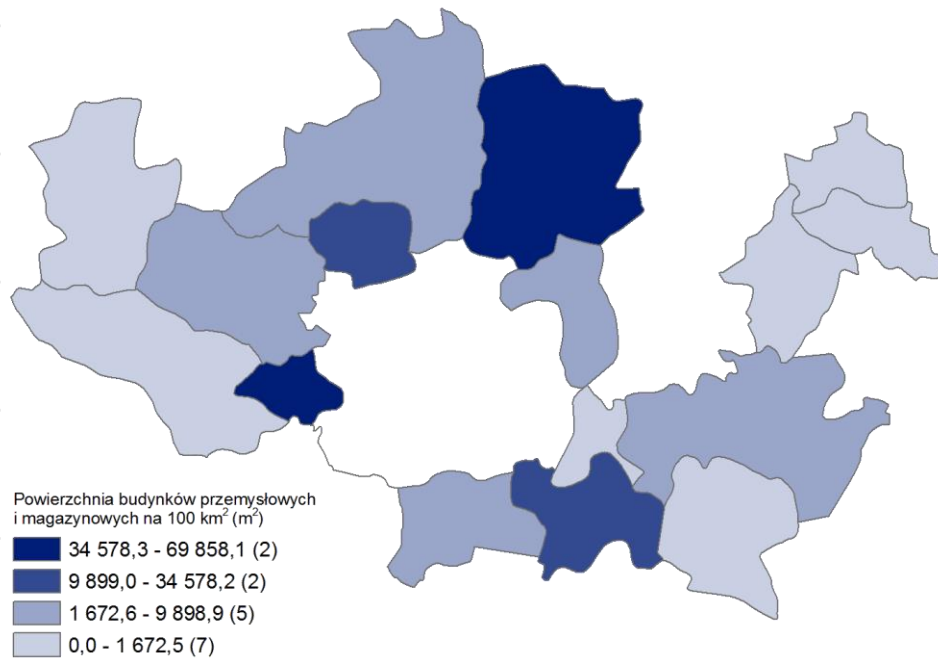 Powierzchnia budynków przemysłowych
i magazynowych na 100 km² (m²)
34 578,3 - 69 858,1 (2)
9 899,0 - 34 578,2 (2)
1 672,6 - 9 898,9 (5)
0,0 - 1 672,5 (7)